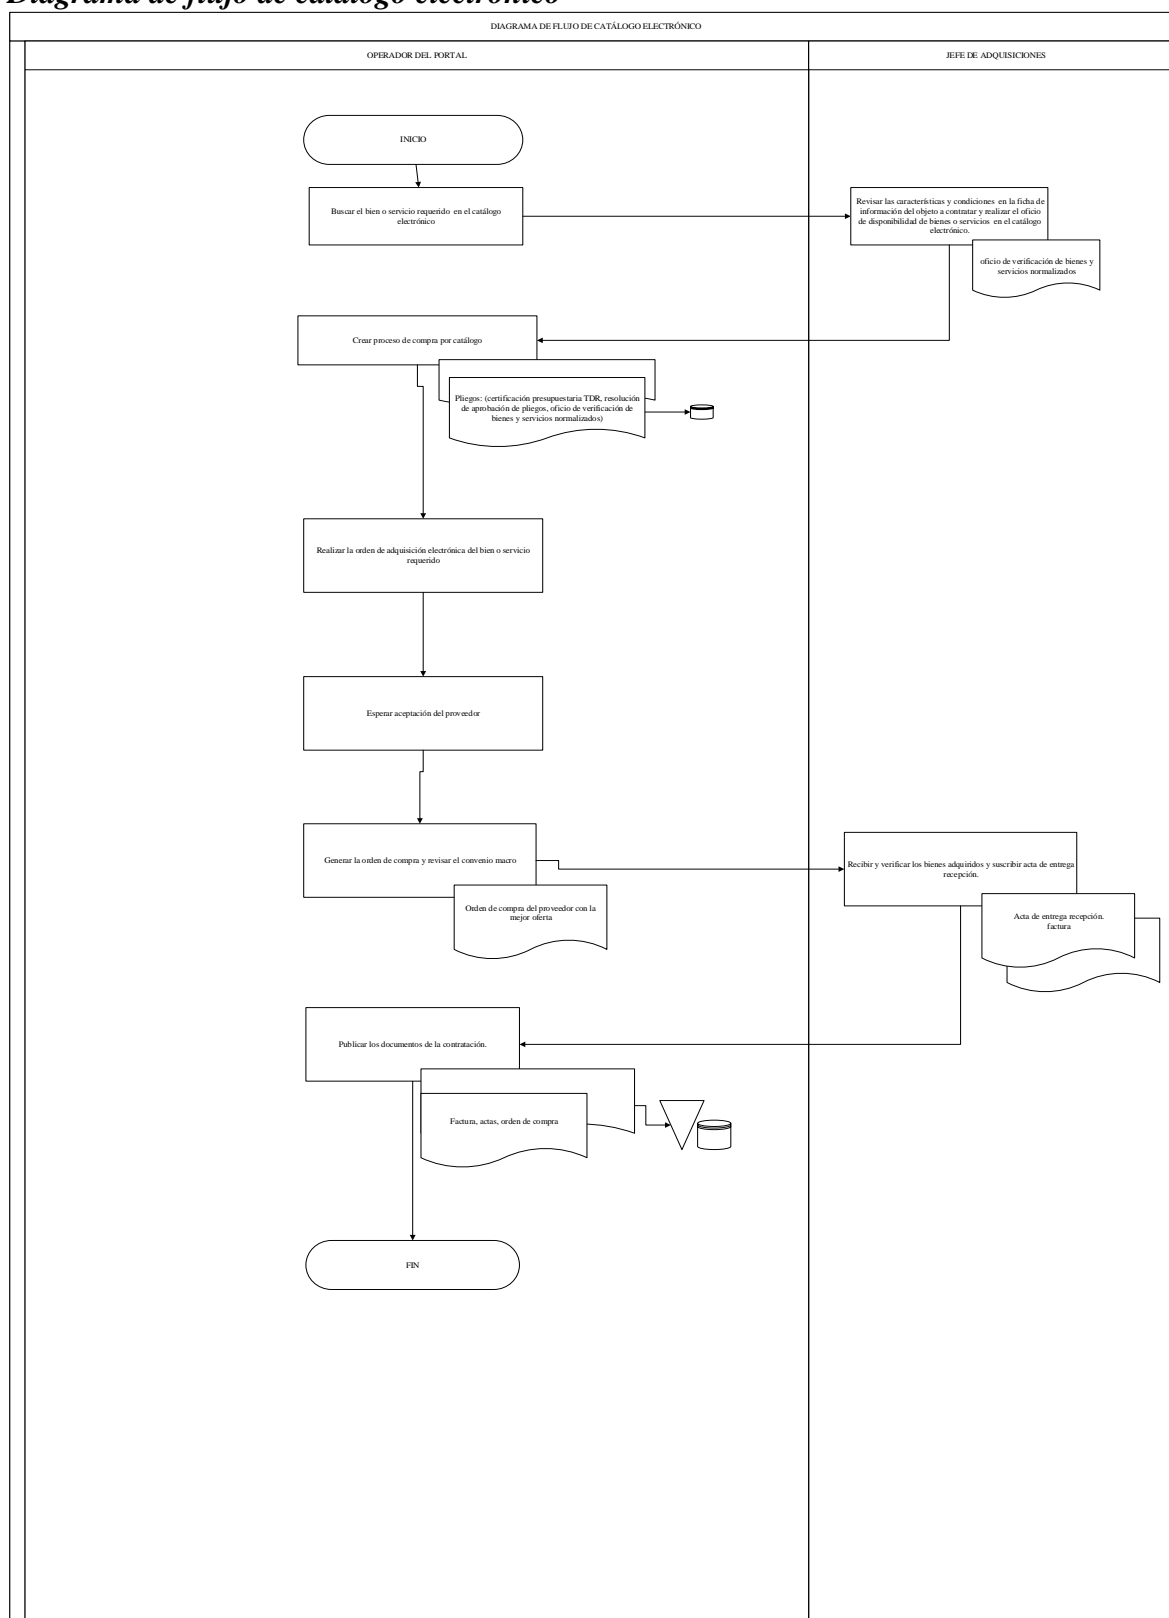 Diagrama de flujo de catálogo electrónico
DIAGRAMA DE FLUJO DE CATÁLOGO ELECTRÓNICO
OPERADOR DEL PORTAL
JEFE DE ADQUISICIONES
INICIO
Buscar el bien o servicio requerido en el catálogo
electrónico
Revisar las características y condiciones en la ficha de
información del objeto a contratar y realizar el oficio
de disponibilidad de bienes o servicios en el catálogo
electrónico.
oficio de verificación de bienes y
servicios normalizados
Crear proceso de compra por catálogo
Pliegos: (certificación presupuestaria TDR, resolución
de aprobación de pliegos, oficio de verificación de
bienes y servicios normalizados)
Realizar la orden de adquisición electrónica del bien o servicio
requerido
Esperar aceptación del proveedor
Generar la orden de compra y revisar el convenio macro
Orden de compra del proveedor con la
mejor oferta
Recibir y verificar los bienes adquiridos y suscribir acta de entrega
recepción.
Acta de entrega recepción.
factura
Publicar los documentos de la contratación.
Factura, actas, orden de compra
FIN